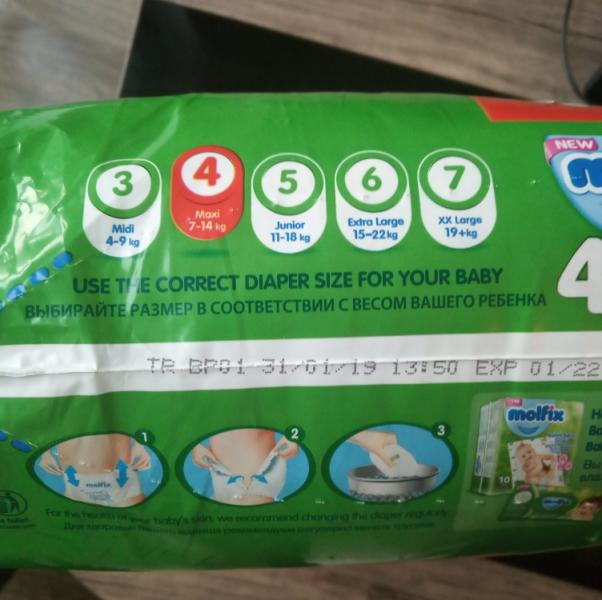 NEW
3
4
5
6
7
Midi
4-9 kg
Maxi
7-14 kg
Junior
11-18 kg
Extra Large
15-22 kg
XX Large
19+kg
4
USE THE CORRECT DIAPER SIZE FOR YOUR BABY
ВЫБИРАЙТЕ РАЗМЕР В СООТВЕТСТВИИ С ВЕСОМ ВАШЕГО РЕБЕНКА
TR BP01 31/01/19 13:50 EXP 01/22
1
2
3
molfix
molfix
10
For the health of your baby's skin, we recommend changing the diaper regularly.